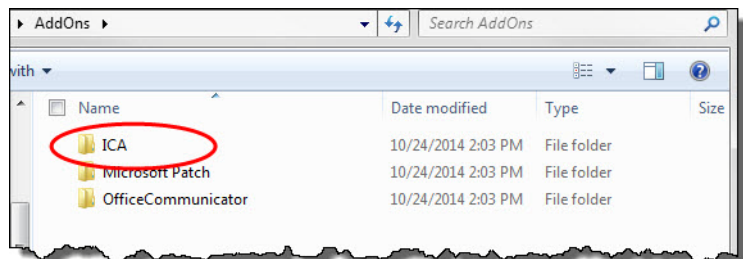 AddOns
Search AddOns
with
Name Date modified Type Size
ICA 10/24/2014 2:03 PM File folder
Microsoft Patch 10/24/2014 2:03 PM File folder
OfficeCommunicator 10/24/2014 2:03 PM File folder